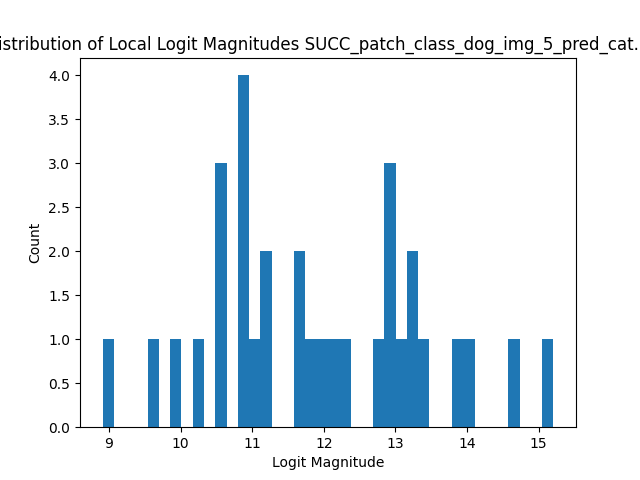 istribution of Local Logit Magnitudes SUCC_patch_class_dog_img_5_pred_cat.
4.0
3.5
3.0
2.5
2.0
1.5
1.0
0.5
0.0
Count
9 10 11 12 13 14 15
Logit Magnitude